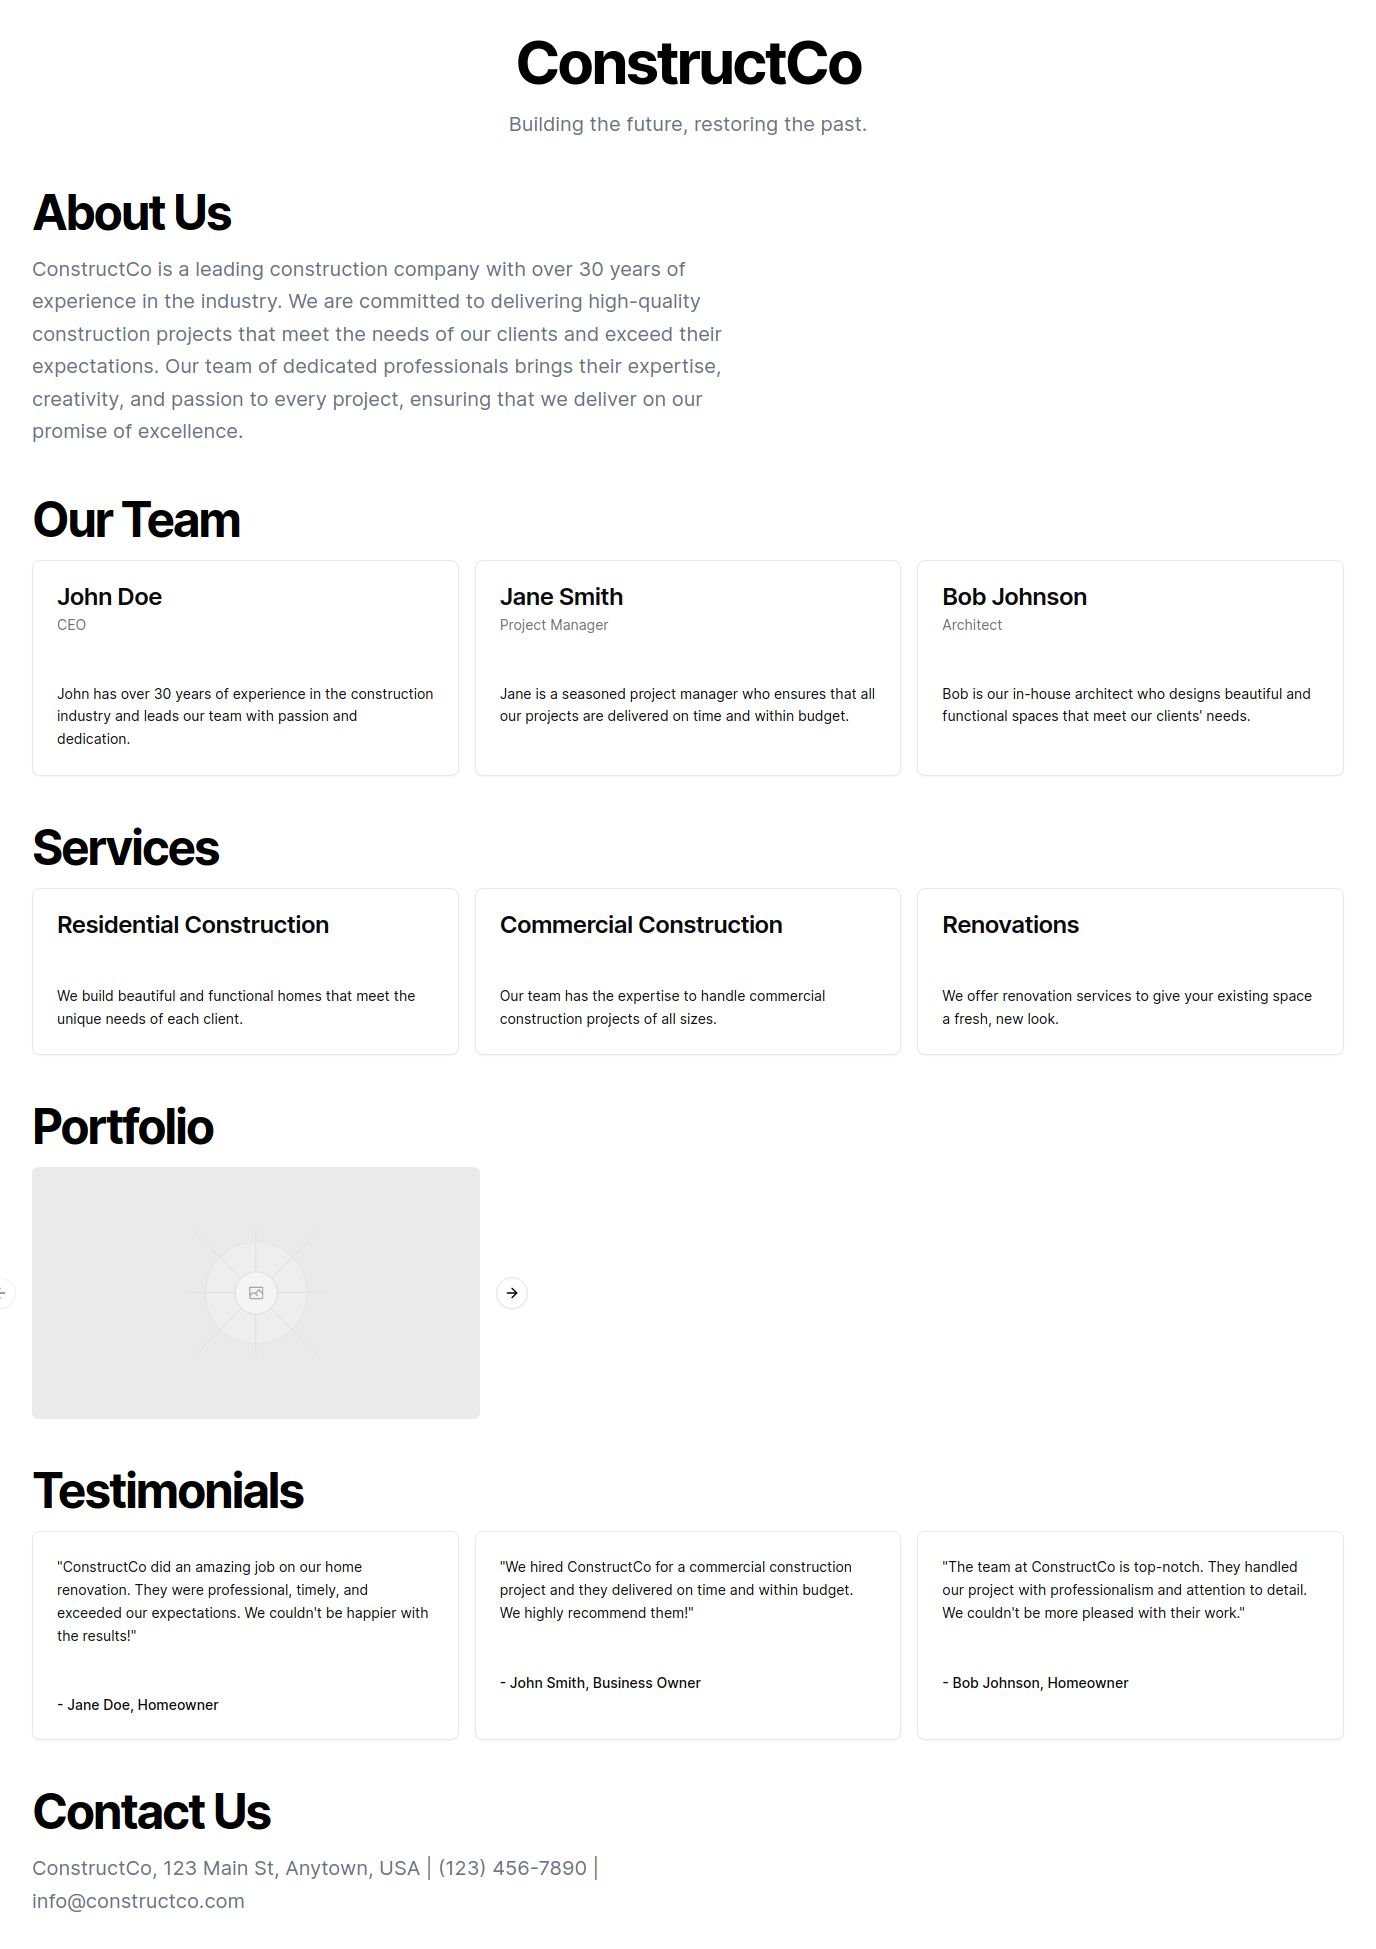 ConstructCo
Building the future, restoring the past.
About Us
ConstructCo is a leading construction company with over 30 years of
experience in the industry. We are committed to delivering high-quality
construction projects that meet the needs of our clients and exceed their
expectations. Our team of dedicated professionals brings their expertise,
creativity, and passion to every project, ensuring that we deliver on our
promise of excellence.
Our Team
John Doe
CEO
John has over 30 years of experience in the construction
industry and leads our team with passion and
dedication.
Jane Smith
Project Manager
Jane is a seasoned project manager who ensures that all
our projects are delivered on time and within budget.
Bob Johnson
Architect
Bob is our in-house architect who designs beautiful and
functional spaces that meet our clients' needs.
Services
Residential Construction
We build beautiful and functional homes that meet the
unique needs of each client.
Commercial Construction
Our team has the expertise to handle commercial
construction projects of all sizes.
Renovations
We offer renovation services to give your existing space
a fresh, new look.
Portfolio
Testimonials
"ConstructCo did an amazing job on our home
renovation. They were professional, timely, and
exceeded our expectations. We couldn't be happier with
the results!"
- Jane Doe, Homeowner
"We hired ConstructCo for a commercial construction
project and they delivered on time and within budget.
We highly recommend them!"
- John Smith, Business Owner
"The team at ConstructCo is top-notch. They handled
our project with professionalism and attention to detail.
We couldn't be more pleased with their work."
- Bob Johnson, Homeowner
Contact Us
ConstructCo, 123 Main St, Anytown, USA | (123) 456-7890 |
info@constructco.com